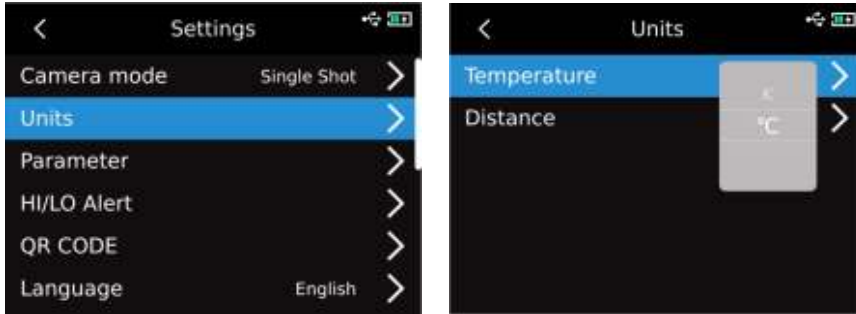 Settings
Camera mode Single Shot
Units
Parameter
HI/LO Alert
QR CODE
Language English
Units
Temperature
Distance
°C